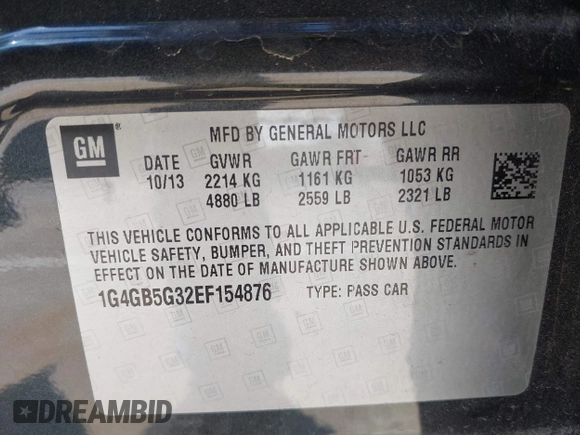 GM
MFD BY GENERAL MOTORS LLC
DATE GVWR GAWR FRT GAWR RR
10/13 2214 KG 1161 KG 1053 KG
4880 LB 2559 LB 2321 LB
THIS VEHICLE CONFORMS TO ALL APPLICABLE U.S. FEDERAL MOTOR
VEHICLE SAFETY, BUMPER, AND THEFT PREVENTION STANDARDS IN
EFFECT ON THE DATE OF MANUFACTURE SHOWN ABOVE.
1G4GB5G32EF154876 TYPE: PASS CAR
DREAMBID